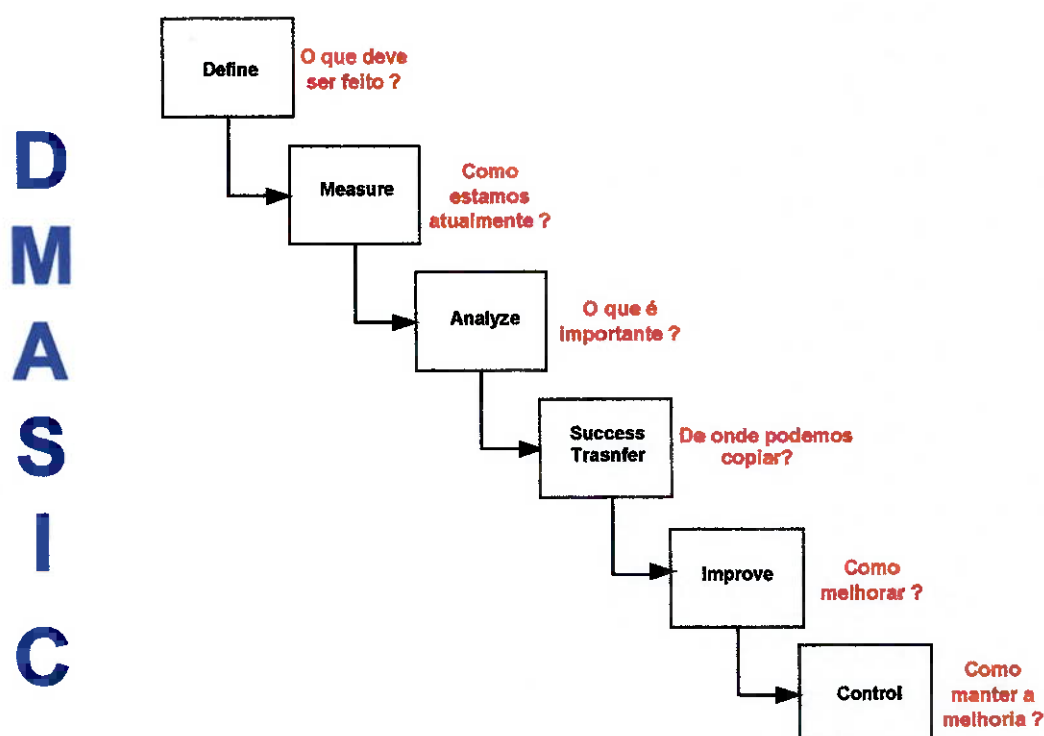 D
M
A
S
I
C
Define
O que deve
ser feito ?
Measure
Como
estamos
atualmente ?
Analyze
O que é
importante ?
Success
Trasnfer
De onde podemos
copiar?
Improve
Como
melhorar ?
Control
Como
manter a
melhoria ?